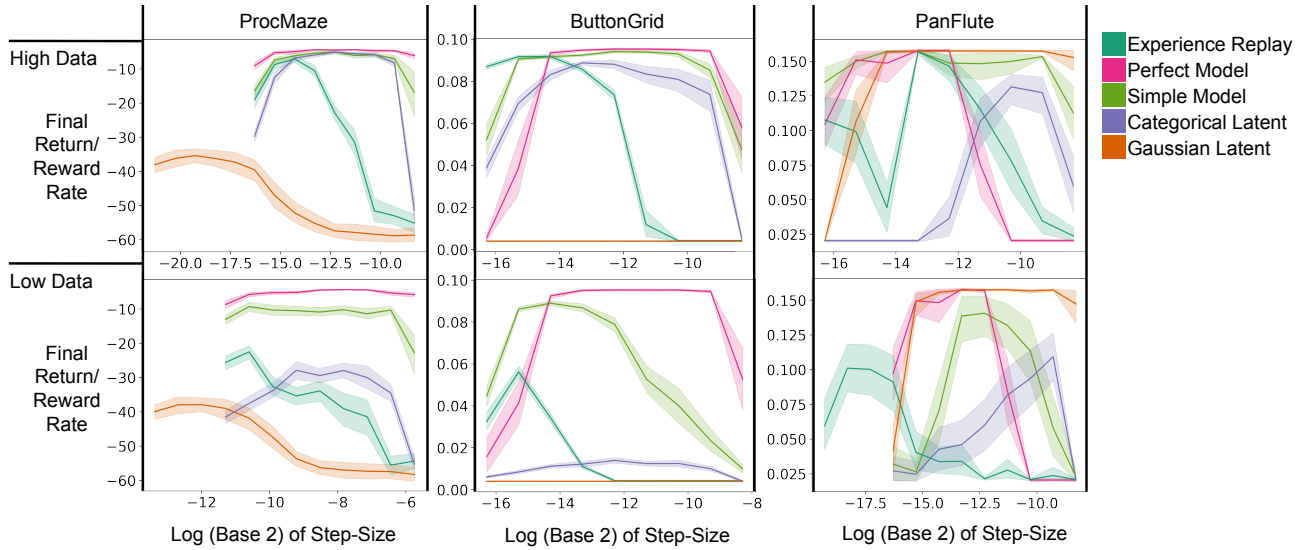 ProcMaze
ButtonGrid
PanFlute
High Data
Final
Return/
Reward
Rate
−10
−20
−30
−40
−50
−60
−20.0 −17.5 −15.0 −12.5 −10.0
0.10
0.08
0.06
0.04
0.02
0.00
−16 −14 −12 −10
0.150
0.125
0.100
0.075
0.050
0.025
−16 −14 −12 −10
Experience Replay
Perfect Model
Simple Model
Categorical Latent
Gaussian Latent
Low Data
Final
Return/
Reward
Rate
−10
−20
−30
−40
−50
−60
−12 −10 −8 −6
0.10
0.08
0.06
0.04
0.02
0.00
−16 −14 −12 −10 −8
0.150
0.125
0.100
0.075
0.050
0.025
−17.5 −15.0 −12.5 −10.0
Log (Base 2) of Step-Size
Log (Base 2) of Step-Size
Log (Base 2) of Step-Size